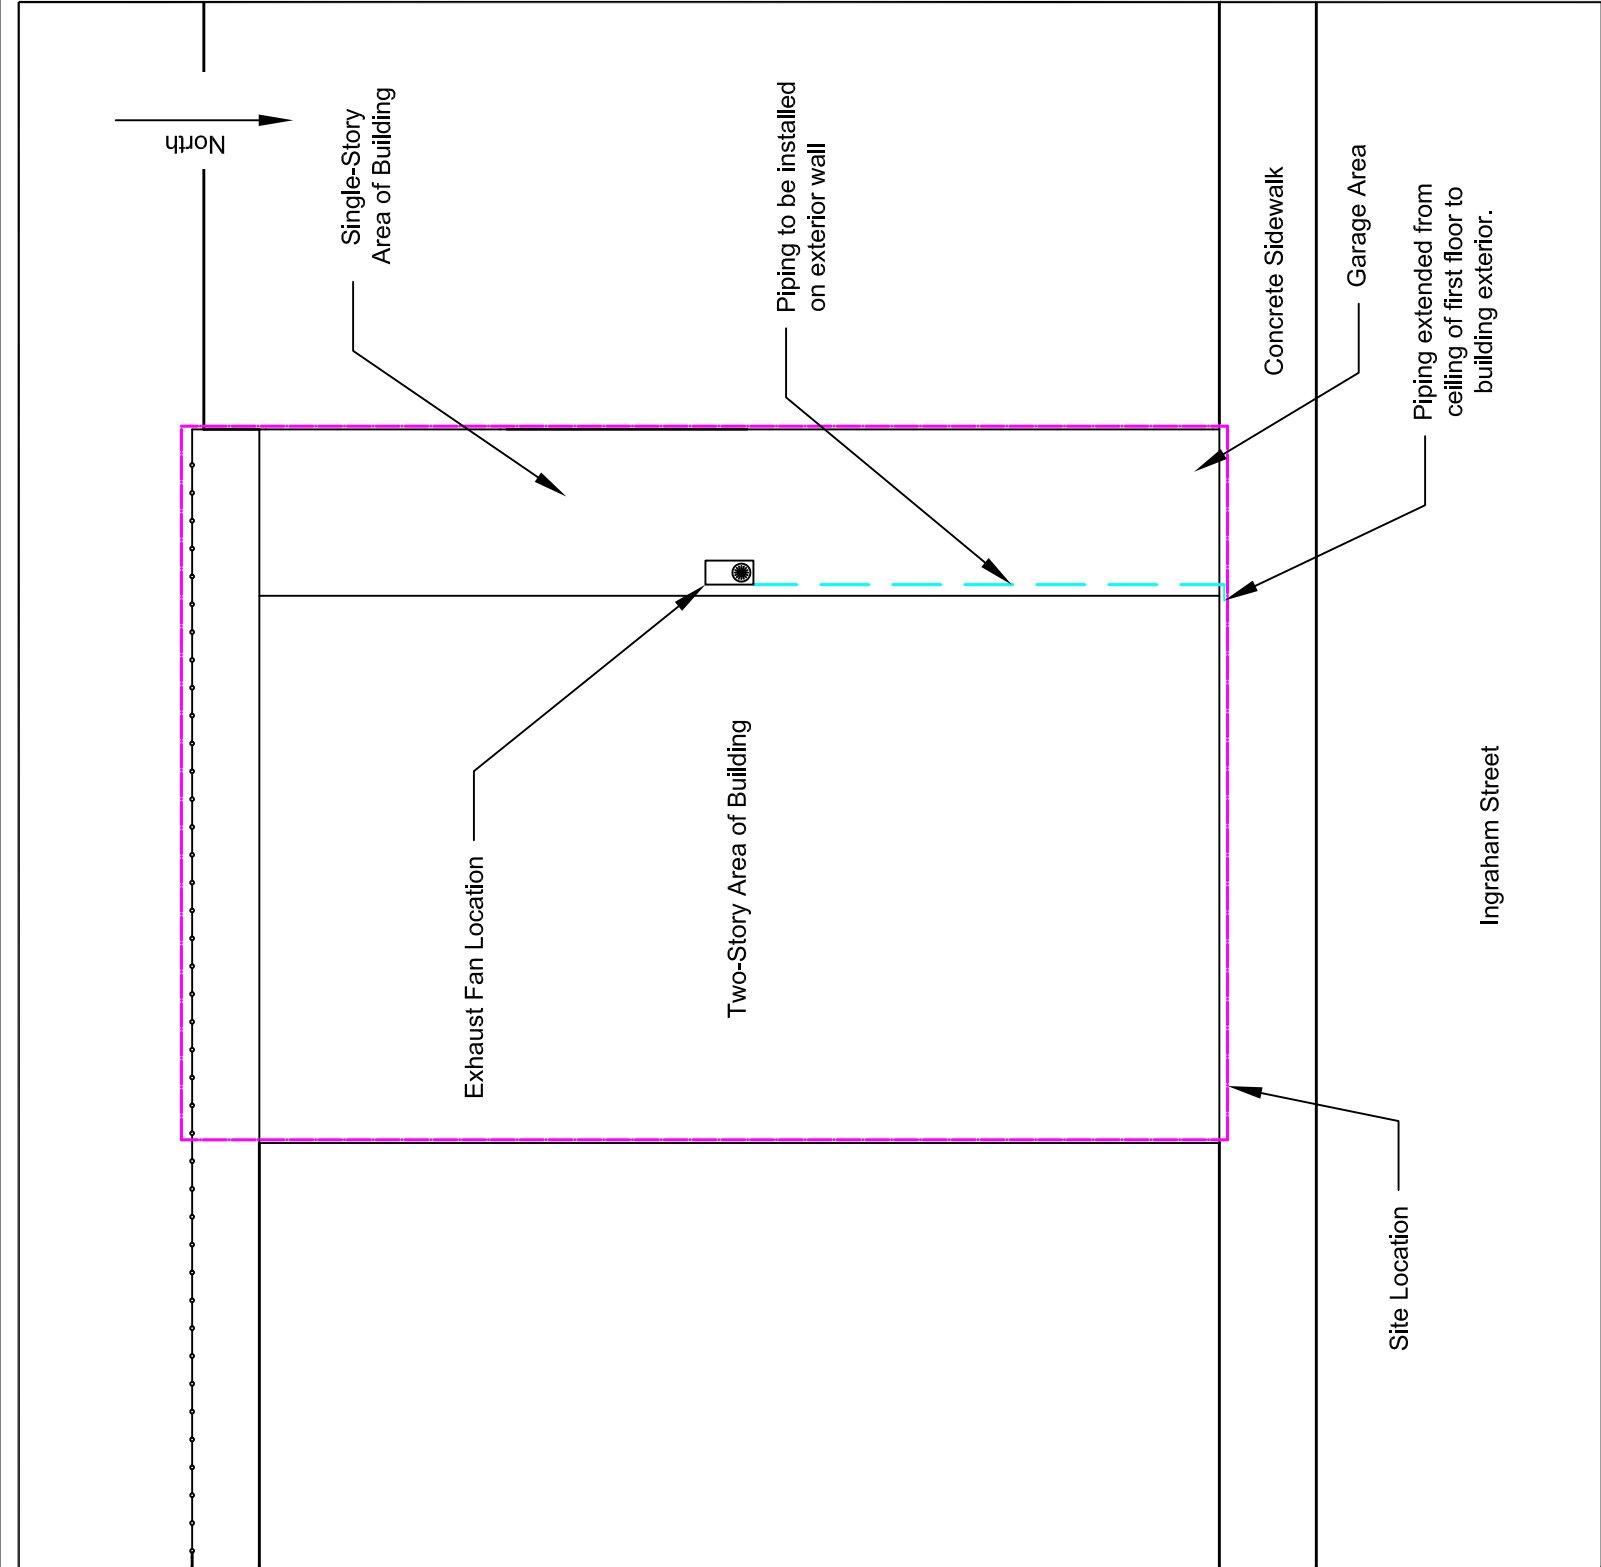 North
Single-Story
Area of Building
Piping to be installed
on exterior wall
Concrete Sidewalk
Garage Area
Piping extended from
ceiling of first floor to
building exterior.
Exhaust Fan Location
Two-Story Area of Building
Ingraham Street
Site Location